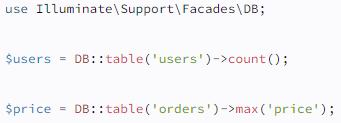 use Illuminate\Support\Facades\DB;
$users = DB::table('users')->count();
$price = DB::table('orders')->max('price');